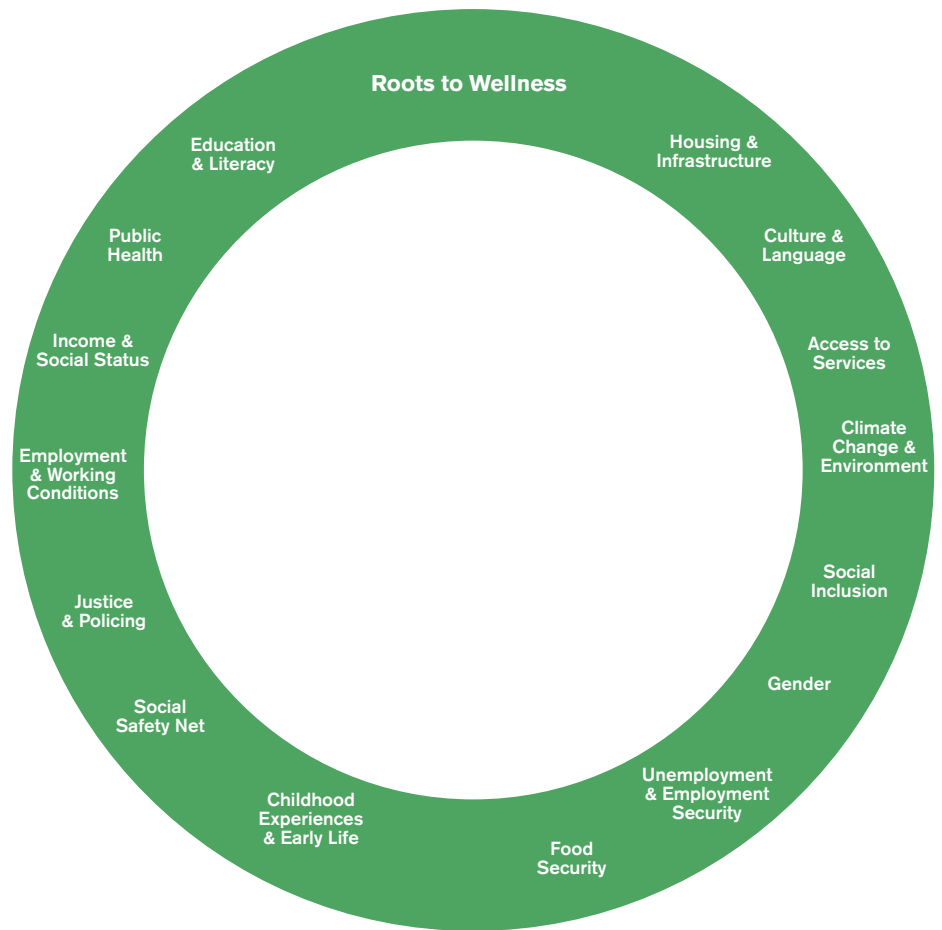 Roots to Wellness
Housing &
Infrastructure
Culture &
Language
Access to
Services
Climate
Change &
Environment
Social
Inclusion
Gender
Unemployment
& Employment
Security
Food
Security
Childhood
Experiences
& Early Life
Social
Safety Net
Justice
& Policing
Employment
& Working
Conditions
Income &
Social Status
Public
Health
Education
& Literacy